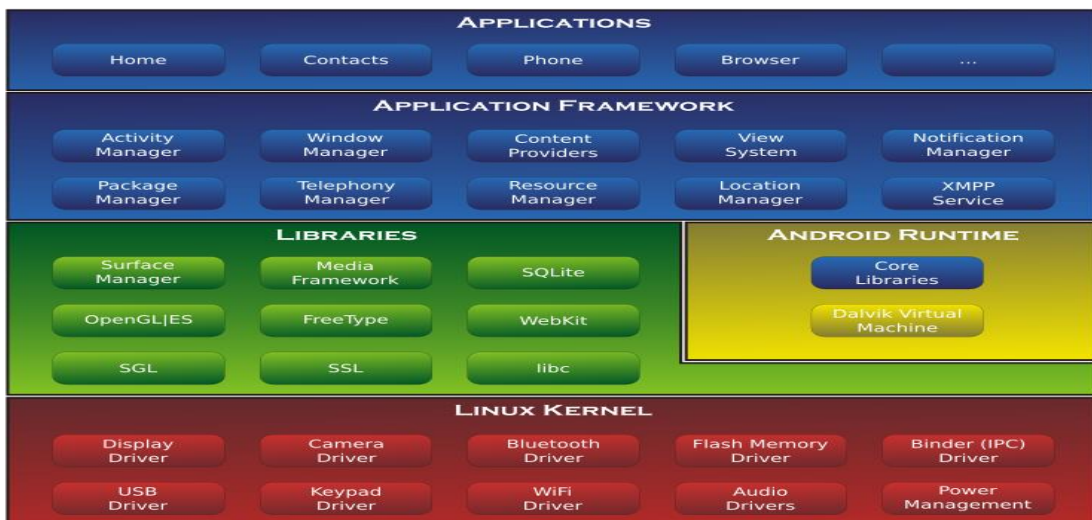 APPLICATIONS
Home
Contacts
Phone
Browser
...
APPLICATION FRAMEWORK
Activity
Manager
Window
Manager
Content
Providers
View
System
Notification
Manager
Package
Manager
Telephony
Manager
Resource
Manager
Location
Manager
XMPP
Service
LIBRARIES
Surface
Manager
Media
Framework
SQLite
OpenGL|ES
FreeType
WebKit
SGL
SSL
libc
ANDROID RUNTIME
Core
Libraries
Dalvik Virtual
Machine
LINUX KERNEL
Display
Driver
Camera
Driver
Bluetooth
Driver
Flash Memory
Driver
Binder (IPC)
Driver
USB
Driver
Keypad
Driver
WiFi
Driver
Audio
Drivers
Power
Management